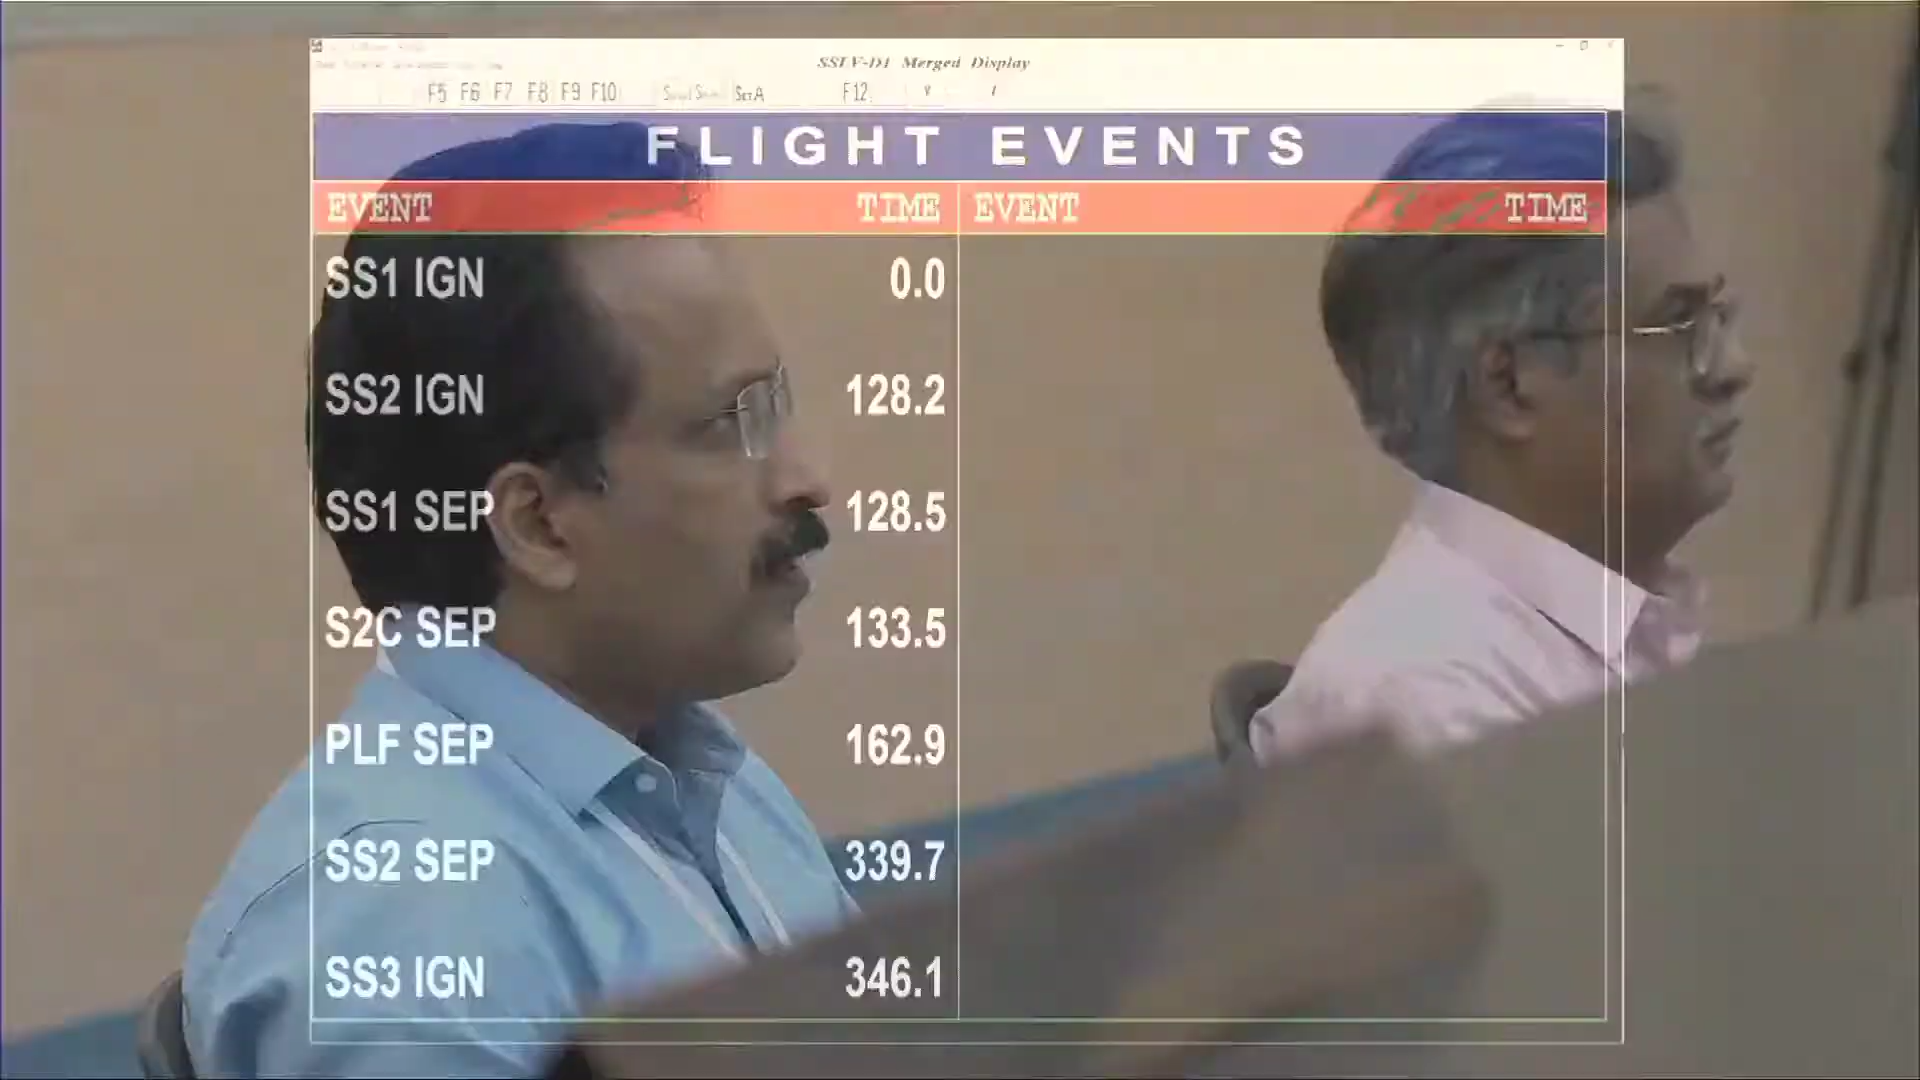 SSLV-D1 Merged Display
F5 F6 F7 F8 F9 F10 SET A F12
FLIGHT EVENTS
EVENT TIME EVENT TIME
SS1 IGN 0.0
SS2 IGN 128.2
SS1 SEP 128.5
S2C SEP 133.5
PLF SEP 162.9
SS2 SEP 339.7
SS3 IGN 346.1